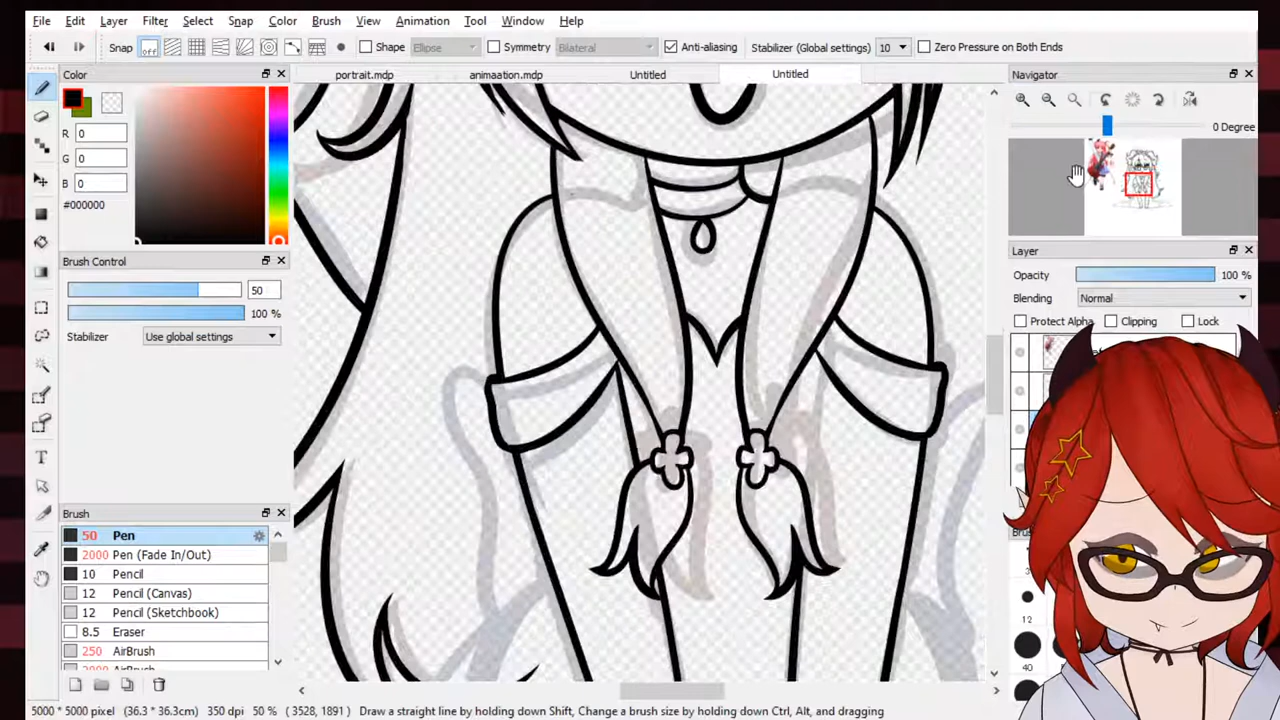 File Edit Layer Filter Select Snap Color Brush View Animation Tool Window Help
Snap off Shape Ellipse Symmetry Bilateral Anti-aliasing Stabilizer (Global settings) 10 Zero Pressure on Both Ends
Color
portrait.mdp animaation.mdp Untitled Untitled
Navigator
R 0
G 0
B 0
#000000
0 Degree
Brush Control
50
100 %
Stabilizer Use global settings
Layer
Opacity 100 %
Blending Normal
Protect Alpha Clipping Lock
Brush
50 Pen
2000 Pen (Fade In/Out)
10 Pencil
12 Pencil (Canvas)
12 Pencil (Sketchbook)
8.5 Eraser
250 AirBrush
12
40
5000 * 5000 pixel (36.3 * 36.3cm) 350 dpi 50 % ( 3528, 1891 ) Draw a straight line by holding down Shift, Change a brush size by holding down Ctrl, Alt, and dragging